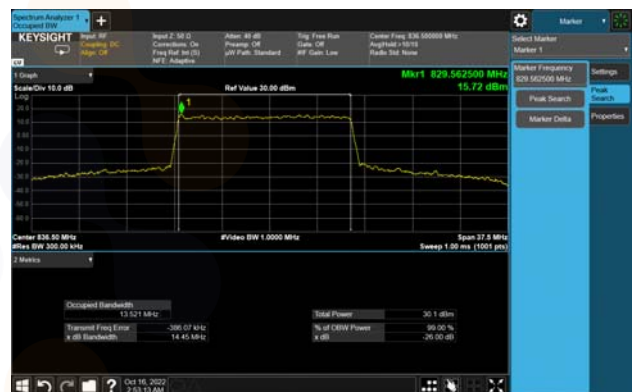 Spectrum Analyzer 1
Occupied BW
Marker
KEYSIGHT
Input: RF
Coupling: DC
Align: Off
Input Z: 50 Ω
Corrections: On
Freq Ref: Int (S)
NFE: Adaptive
Atten: 40 dB
Preamp: Off
µW Path: Standard
Trig: Free Run
Gate: Off
#IF Gain: Low
Center Freq: 836.500000 MHz
Avg|Hold:>10/10
Radio Std: None
Select Marker
Marker 1
1 Graph
Scale/Div 10.0 dB
Log
Ref Value 30.00 dBm
Mkr1 829.562500 MHz
15.72 dBm
1
Marker Frequency
829.562500 MHz
Peak Search
Marker Delta
Settings
Peak
Search
Properties
Center 836.50 MHz
#Res BW 300.00 kHz
#Video BW 1.0000 MHz
Span 37.5 MHz
Sweep 1.00 ms (1001 pts)
2 Metrics
Occupied Bandwidth
13.521 MHz
Total Power
30.1 dBm
Transmit Freq Error
-386.07 kHz
% of OBW Power
99.00 %
x dB Bandwidth
14.45 MHz
x dB
-26.00 dB
Oct 16, 2022
2:53:13 AM